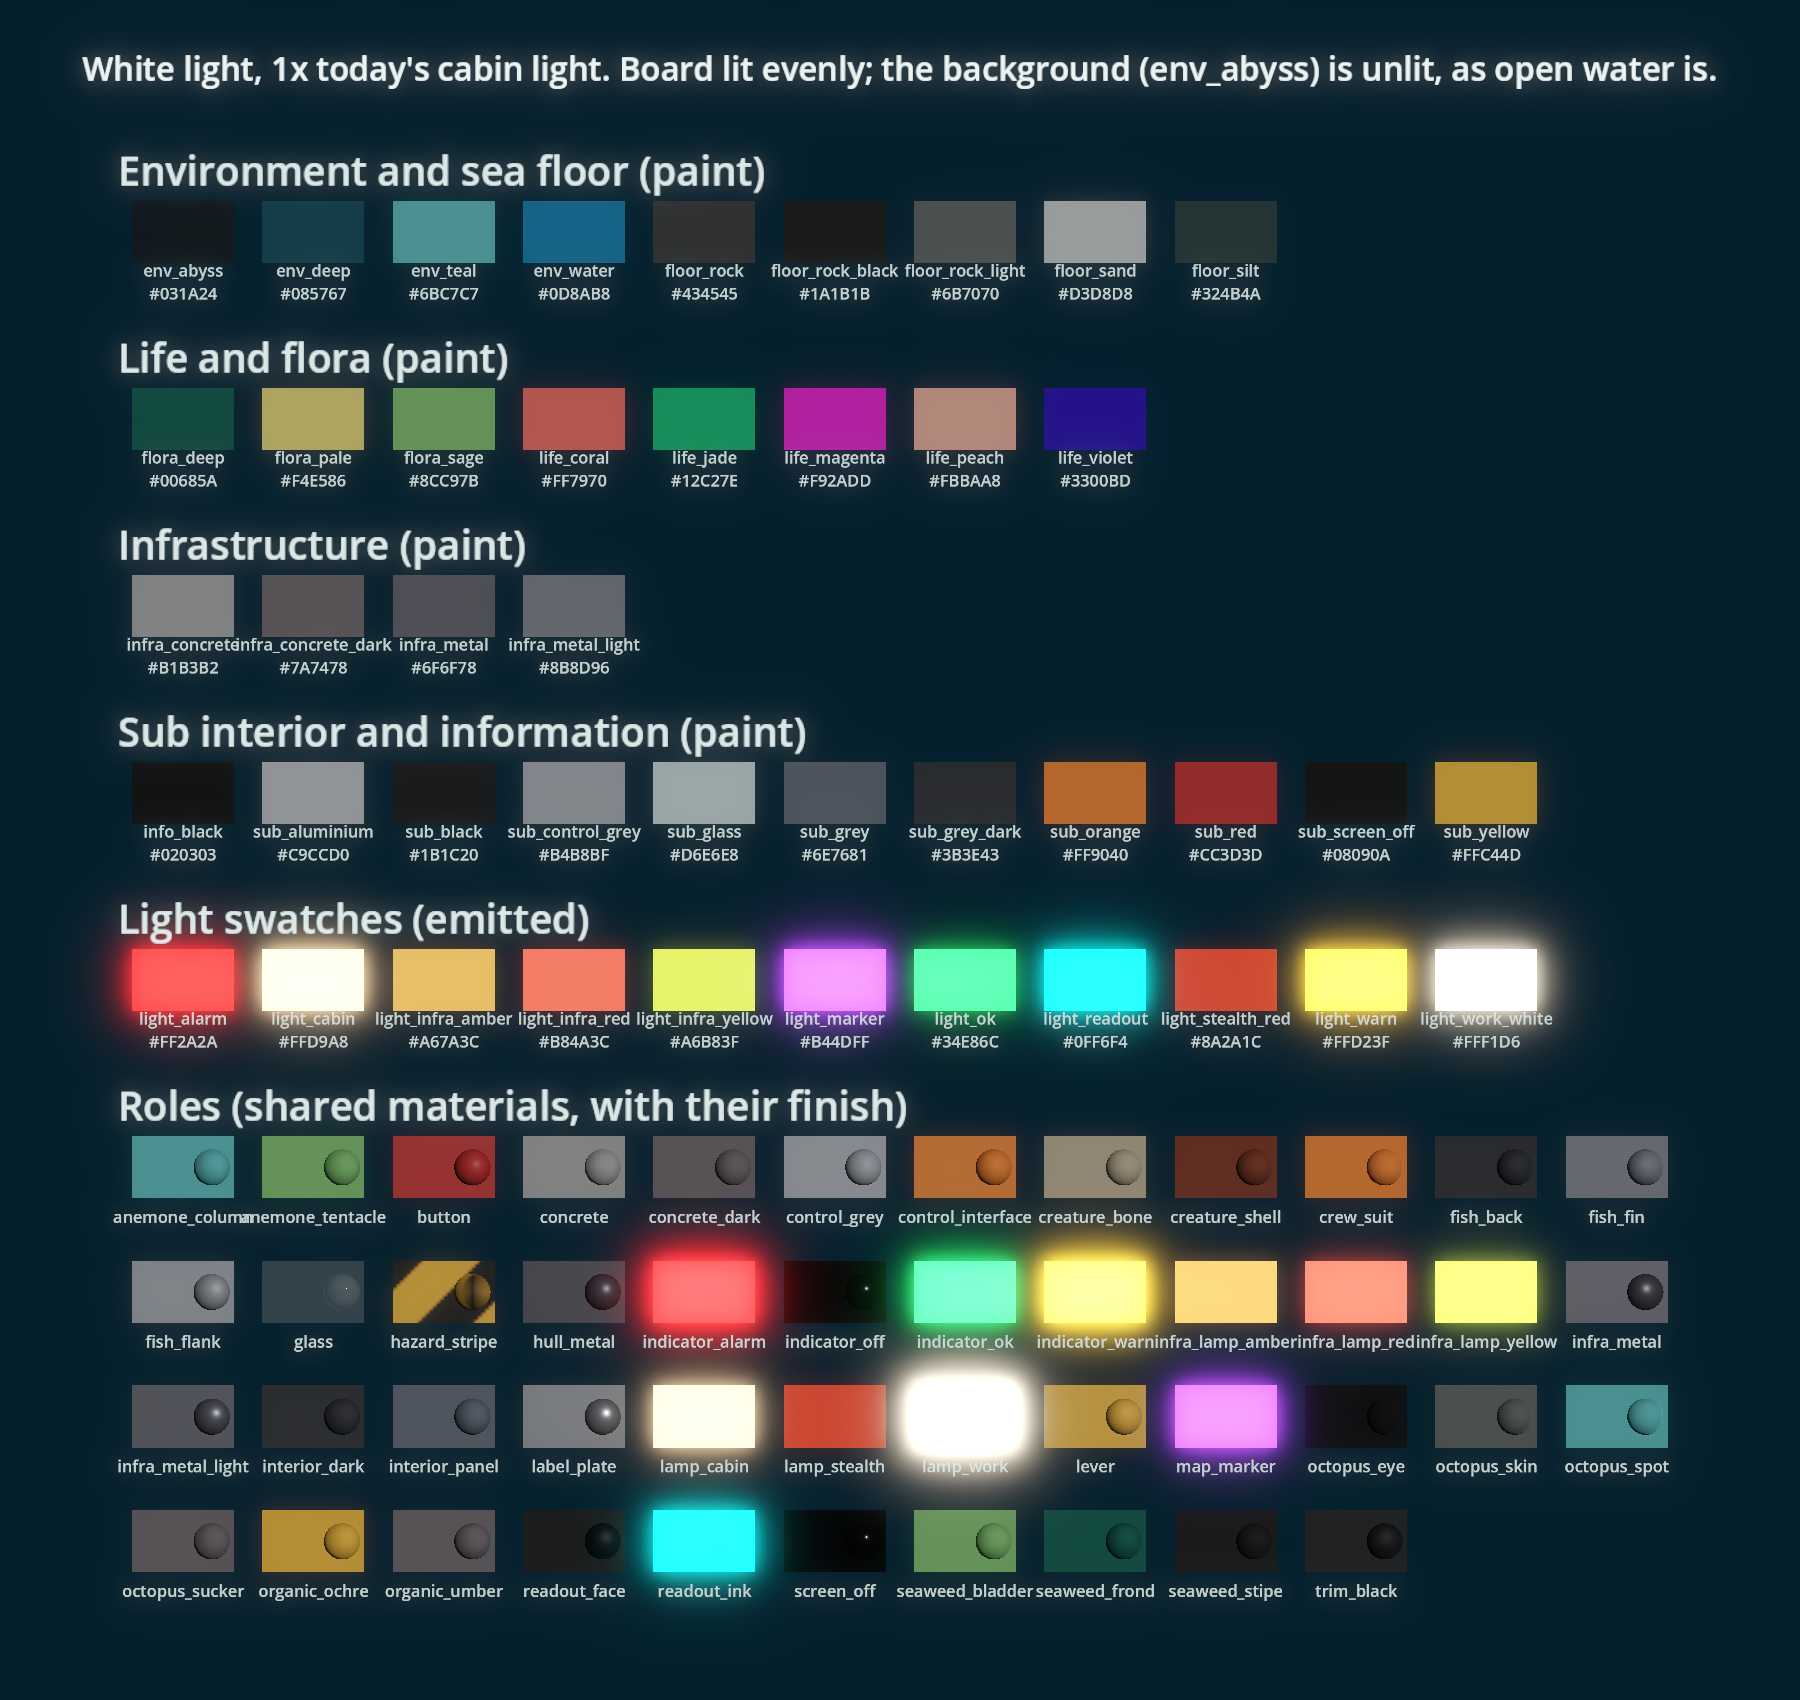 White light, 1x today's cabin light. Board lit evenly; the background (env_abyss) is unlit, as open water is.
Environment and sea floor (paint)
env_abyss env_deep env_teal env_water floor_rock floor_rock_black floor_rock_light floor_sand floor_silt
#031A24 #085767 #6BC7C7 #0D8AB8 #434545 #1A1B1B #6B7070 #D3D8D8 #324B4A
Life and flora (paint)
flora_deep flora_pale flora_sage life_coral life_jade life_magenta life_peach life_violet
#00685A #F4E586 #8CC97B #FF7970 #12C27E #F92ADD #FBBAA8 #3300BD
Infrastructure (paint)
infra_concrete infra_concrete_dark infra_metal infra_metal_light
#B1B3B2 #7A7478 #6F6F78 #8B8D96
Sub interior and information (paint)
info_black sub_aluminium sub_black sub_control_grey sub_glass sub_grey sub_grey_dark sub_orange sub_red sub_screen_off sub_yellow
#020303 #C9CCD0 #1B1C20 #B4B8BF #D6E6E8 #6E7681 #3B3E43 #FF9040 #CC3D3D #08090A #FFC44D
Light swatches (emitted)
light_alarm light_cabin light_infra_amber light_infra_red light_infra_yellow light_marker light_ok light_readout light_stealth_red light_warn light_work_white
#FF2A2A #FFD9A8 #A67A3C #B84A3C #A6B83F #B44DFF #34E86C #0FF6F4 #8A2A1C #FFD23F #FFF1D6
Roles (shared materials, with their finish)
anemone_column anemone_tentacle button concrete concrete_dark control_grey control_interface creature_bone creature_shell crew_suit fish_back fish_fin
fish_flank glass hazard_stripe hull_metal indicator_alarm indicator_off indicator_ok indicator_warn infra_lamp_amber infra_lamp_red infra_lamp_yellow infra_metal
infra_metal_light interior_dark interior_panel label_plate lamp_cabin lamp_stealth lamp_work lever map_marker octopus_eye octopus_skin octopus_spot
octopus_sucker organic_ochre organic_umber readout_face readout_ink screen_off seaweed_bladder seaweed_frond seaweed_stipe trim_black